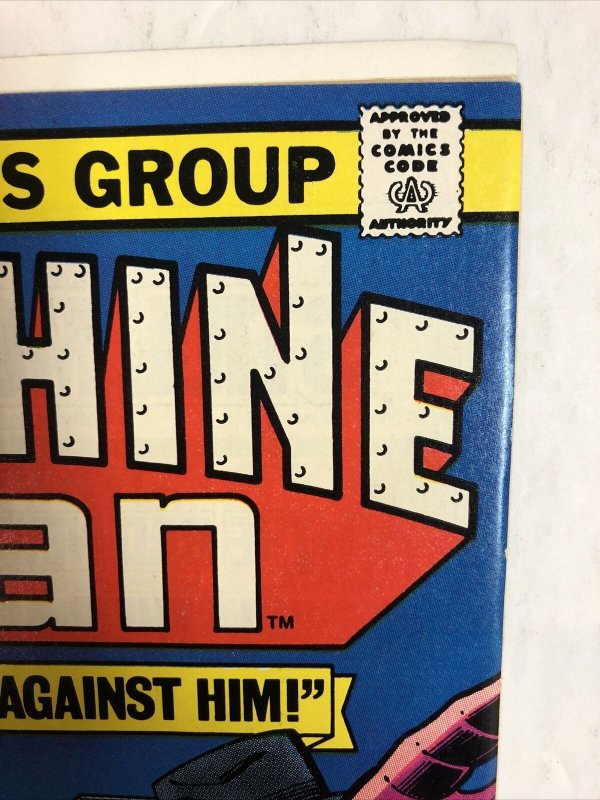 APPROVED
BY THE
COMICS
CODE
A
AUTHORITY
S GROUP
HINE
an
TM
AGAINST HIM!”